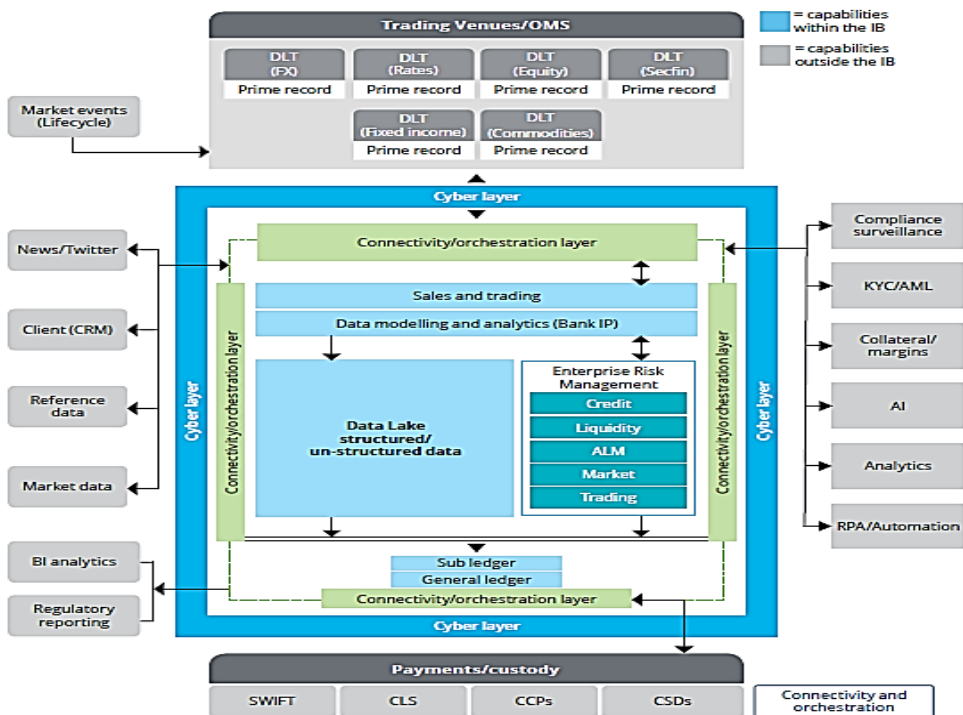 Trading Venues/OMS
= capabilities
within the IB
= capabilities
outside the IB
DLT
(FX)
Prime record
DLT
(Rates)
Prime record
DLT
(Equity)
Prime record
DLT
(Secfin)
Prime record
DLT
(Fixed income)
Prime record
DLT
(Commodities)
Prime record
Market events
(Lifecycle)
Cyber layer
Connectivity/orchestration layer
Sales and trading
Data modelling and analytics (Bank IP)
Data Lake
structured/
un-structured data
Enterprise Risk
Management
Credit
Liquidity
ALM
Market
Trading
Cyber layer
Connectivity/orchestration layer
Connectivity/orchestration layer
Cyber layer
News/Twitter
Client (CRM)
Reference
data
Market data
BI analytics
Regulatory
reporting
Compliance
surveillance
KYC/AML
Collateral/
margins
AI
Analytics
RPA/Automation
Sub ledger
General ledger
Connectivity/orchestration layer
Cyber layer
Payments/custody
SWIFT
CLS
CCPs
CSDs
Connectivity and
orchestration